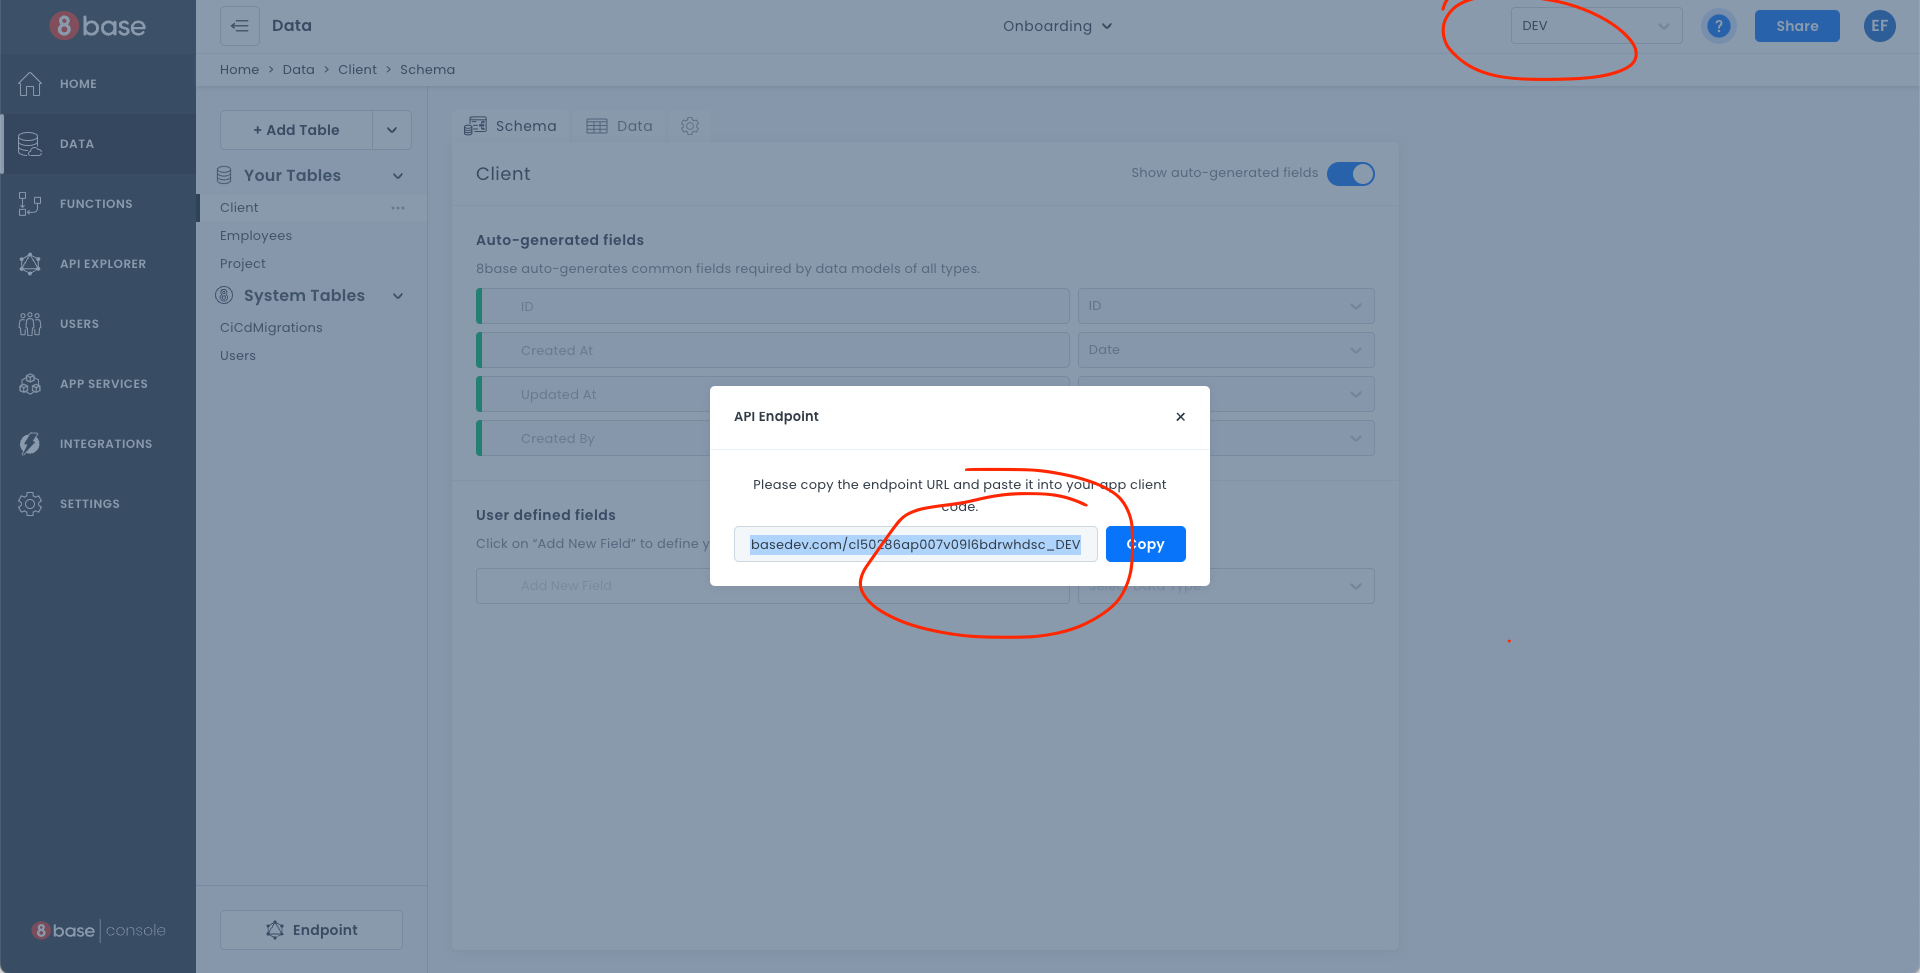 8base
Data
Onboarding
DEV
?
Share
EF
Home > Data > Client > Schema
HOME
DATA
FUNCTIONS
API EXPLORER
USERS
APP SERVICES
INTEGRATIONS
SETTINGS
8base | console
+ Add Table
Your Tables
Client
Employees
Project
System Tables
CiCdMigrations
Users
Endpoint
Schema
Data
Client
Show auto-generated fields
Auto-generated fields
8base auto-generates common fields required by data models of all types.
ID
ID
Created At
Date
Updated At
Created By
User defined fields
Click on “Add New Field” to define y
Add New Field
Select Data Type
API Endpoint
Please copy the endpoint URL and paste it into your app client
code.
basedev.com/cl50286ap007v09l6bdrwhdsc_DEV
Copy